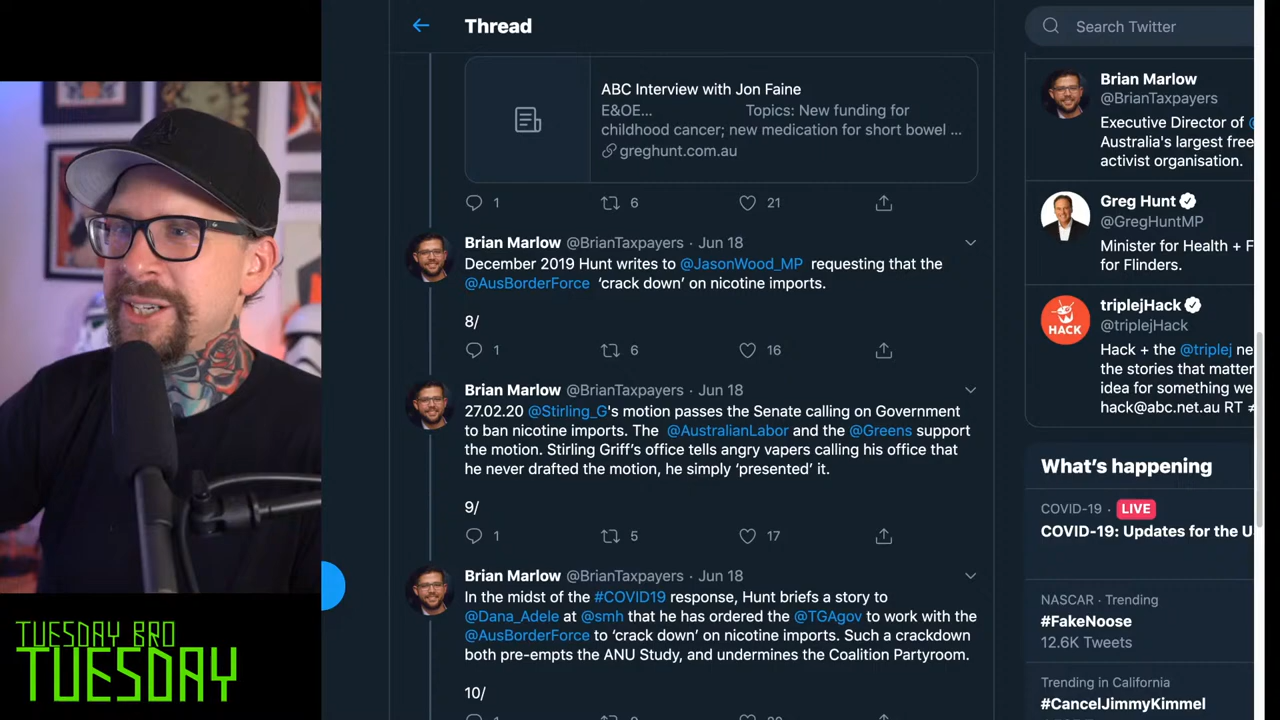 Thread
Search Twitter
ABC Interview with Jon Faine
E&OE... Topics: New funding for
childhood cancer; new medication for short bowel ...
greghunt.com.au
1 6 21
Brian Marlow @BrianTaxpayers · Jun 18
December 2019 Hunt writes to @JasonWood_MP requesting that the
@AusBorderForce ‘crack down’ on nicotine imports.
8/
1 6 16
Brian Marlow @BrianTaxpayers · Jun 18
27.02.20 @Stirling_G's motion passes the Senate calling on Government
to ban nicotine imports. The @AustralianLabor and the @Greens support
the motion. Stirling Griff’s office tells angry vapers calling his office that
he never drafted the motion, he simply ‘presented’ it.
9/
1 5 17
Brian Marlow @BrianTaxpayers · Jun 18
In the midst of the #COVID19 response, Hunt briefs a story to
@Dana_Adele at @smh that he has ordered the @TGAgov to work with the
@AusBorderForce to ‘crack down’ on nicotine imports. Such a crackdown
both pre-empts the ANU Study, and undermines the Coalition Partyroom.
10/
Brian Marlow
@BrianTaxpayers
Executive Director of @
Australia's largest free
activist organisation.
Greg Hunt
@GregHuntMP
Minister for Health + F
for Flinders.
HACK
triplejHack
@triplejHack
Hack + the @triplej ne
the stories that matter
idea for something we
hack@abc.net.au RT ≠
What’s happening
COVID-19 · LIVE
COVID-19: Updates for the U
NASCAR · Trending
#FakeNoose
12.6K Tweets
Trending in California
#CancelJimmyKimmel
TUESDAY BRO
TUESDAY